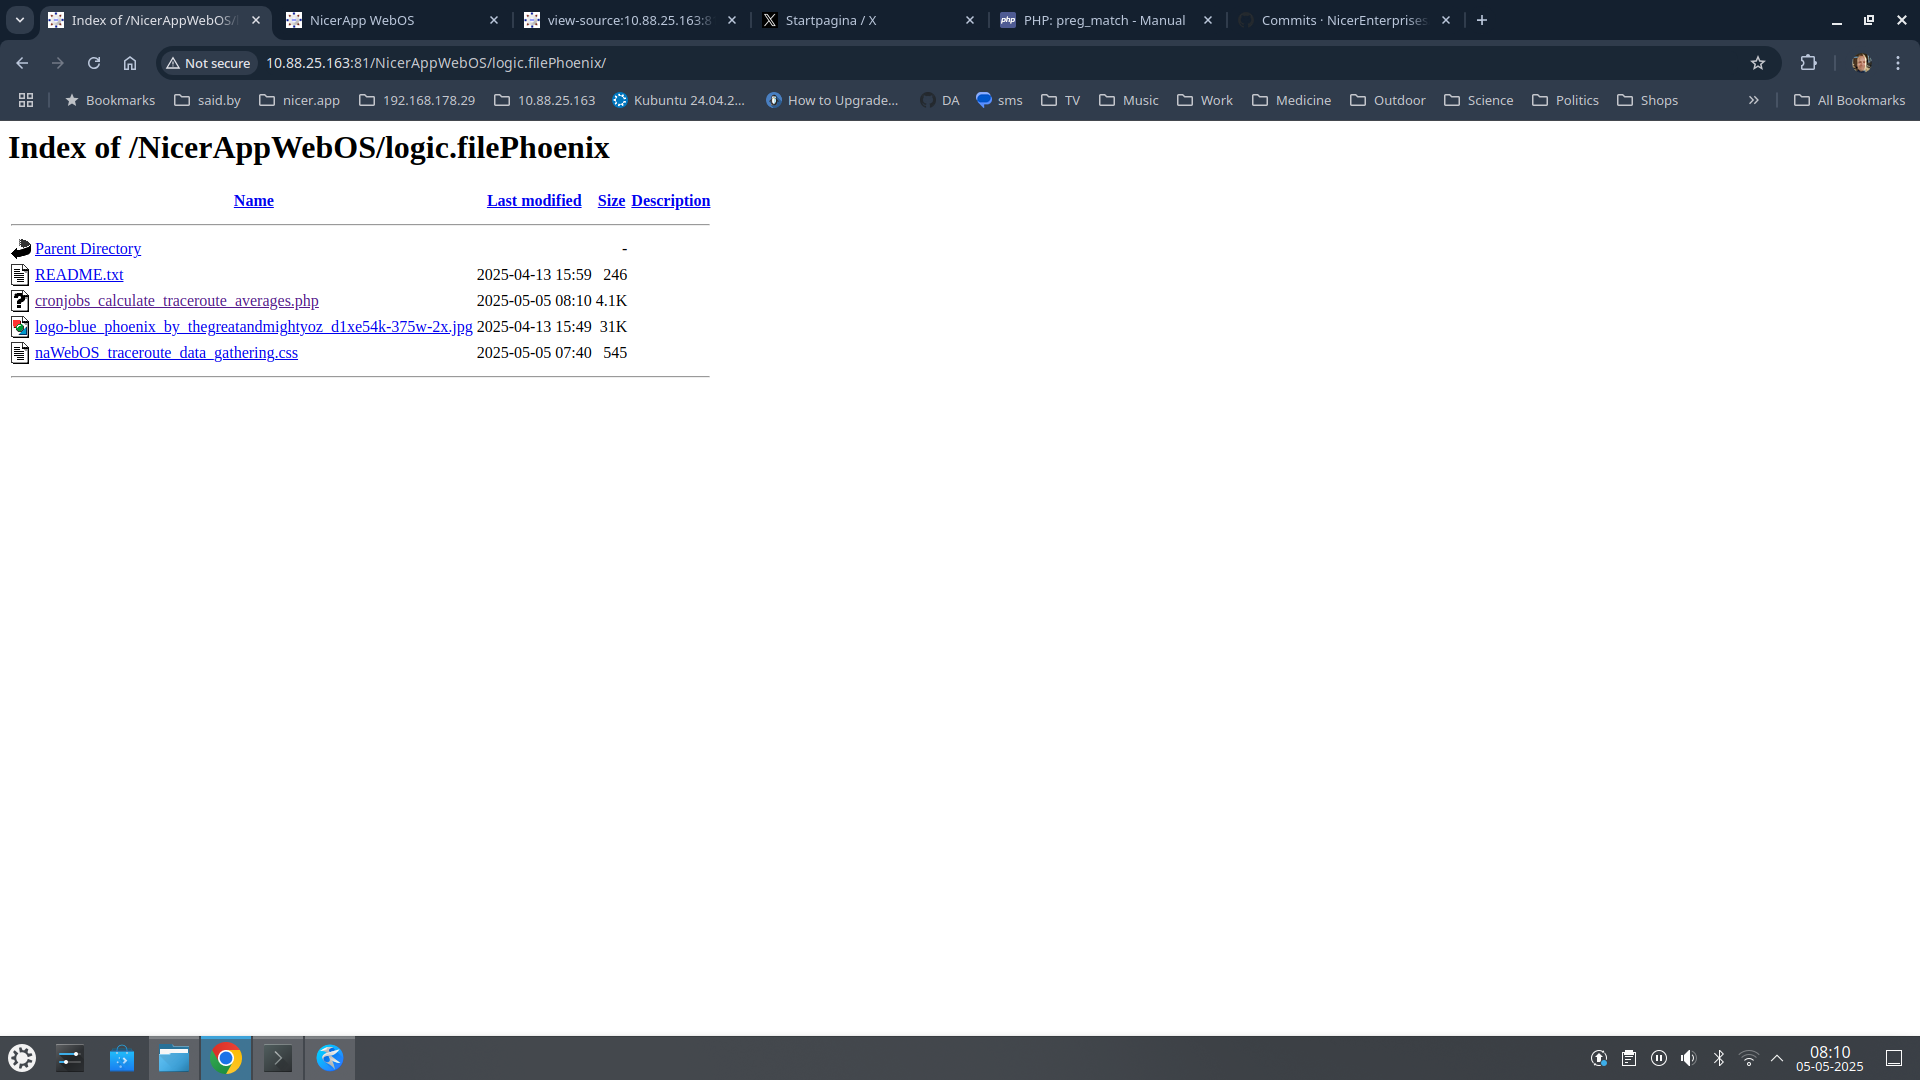 Index of /NicerAppWebOS/l
NicerApp WebOS
view-source:10.88.25.163:8
Startpagina / X
PHP: preg_match - Manual
Commits · NicerEnterprises
Not secure
10.88.25.163:81/NicerAppWebOS/logic.filePhoenix/
Bookmarks
said.by
nicer.app
192.168.178.29
10.88.25.163
Kubuntu 24.04.2...
How to Upgrade...
DA
sms
TV
Music
Work
Medicine
Outdoor
Science
Politics
Shops
All Bookmarks
Index of /NicerAppWebOS/logic.filePhoenix
Name Last modified Size Description
Parent Directory -
README.txt 2025-04-13 15:59 246
cronjobs_calculate_traceroute_averages.php 2025-05-05 08:10 4.1K
logo-blue_phoenix_by_thegreatandmightyoz_d1xe54k-375w-2x.jpg 2025-04-13 15:49 31K
naWebOS_traceroute_data_gathering.css 2025-05-05 07:40 545
08:10
05-05-2025